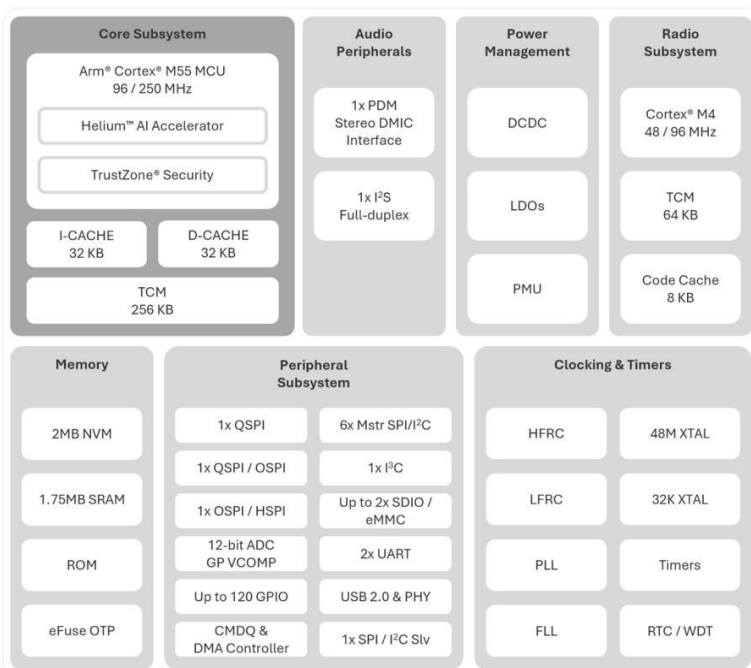 Core Subsystem
Arm® Cortex® M55 MCU
96 / 250 MHz
Helium™ AI Accelerator
TrustZone® Security
I-CACHE
32 KB
D-CACHE
32 KB
TCM
256 KB
Audio
Peripherals
1x PDM
Stereo DMIC
Interface
1x I²S
Full-duplex
Power
Management
DCDC
LDOs
PMU
Radio
Subsystem
Cortex® M4
48 / 96 MHz
TCM
64 KB
Code Cache
8 KB
Memory
2MB NVM
1.75MB SRAM
ROM
eFuse OTP
Peripheral
Subsystem
1x QSPI
6x Mstr SPI/I²C
1x QSPI / OSPI
1x I³C
1x OSPI / HSPI
Up to 2x SDIO /
eMMC
12-bit ADC
GP VCOMP
2x UART
Up to 120 GPIO
USB 2.0 & PHY
CMDQ &
DMA Controller
1x SPI / I²C Slv
Clocking & Timers
HFRC
48M XTAL
LFRC
32K XTAL
PLL
Timers
FLL
RTC / WDT